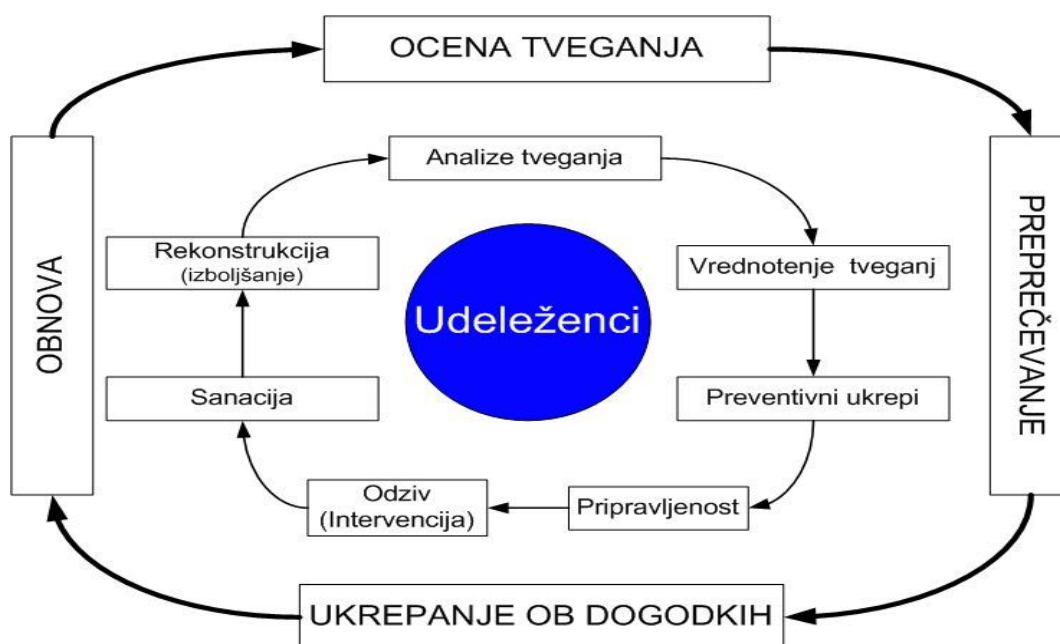 OCENA TVEGANJA
Analize tveganja
Rekonstrukcija
(izboljšanje)
Vrednotenje tveganj
OBNOVA
Udeleženci
PREPREČEVANJE
Sanacija
Preventivni ukrepi
Odziv
(Intervencija)
Pripravljenost
UKREPANJE OB DOGODKIH